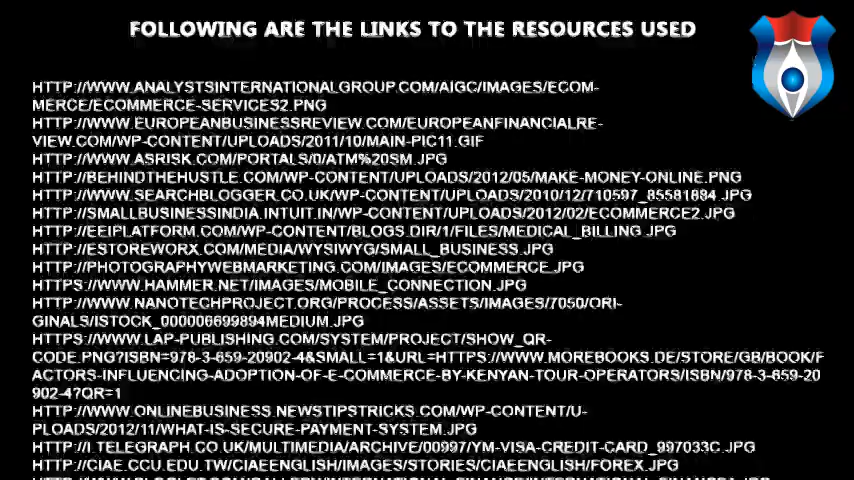 FOLLOWING ARE THE LINKS TO THE RESOURCES USED
HTTP://WWW.ANALYSTSINTERNATIONALGROUP.COM/AIGC/IMAGES/ECOM-
MERCE/ECOMMERCE-SERVICES2.PNG
HTTP://WWW.EUROPEANBUSINESSREVIEW.COM/EUROPEANFINANCIALRE-
VIEW.COM/WP-CONTENT/UPLOADS/2011/10/MAIN-PIC11.GIF
HTTP://WWW.ASRISK.COM/PORTALS/0/ATM%20SM.JPG
HTTP://BEHINDTHEHUSTLE.COM/WP-CONTENT/UPLOADS/2012/05/MAKE-MONEY-ONLINE.PNG
HTTP://WWW.SEARCHBLOGGER.CO.UK/WP-CONTENT/UPLOADS/2010/12/710597_85581884.JPG
HTTP://SMALLBUSINESSINDIA.INTUIT.IN/WP-CONTENT/UPLOADS/2012/02/ECOMMERCE2.JPG
HTTP://EEIPLATFORM.COM/WP-CONTENT/BLOGS.DIR/1/FILES/MEDICAL_BILLING.JPG
HTTP://ESTOREWORX.COM/MEDIA/WYSIWYG/SMALL_BUSINESS.JPG
HTTP://PHOTOGRAPHYWEBMARKETING.COM/IMAGES/ECOMMERCE.JPG
HTTPS://WWW.HAMMER.NET/IMAGES/MOBILE_CONNECTION.JPG
HTTP://WWW.NANOTECHPROJECT.ORG/PROCESS/ASSETS/IMAGES/7050/ORI-
GINALS/ISTOCK_000006699894MEDIUM.JPG
HTTPS://WWW.LAP-PUBLISHING.COM/SYSTEM/PROJECT/SHOW_QR-
CODE.PNG?ISBN=978-3-659-20902-4&SMALL=1&URL=HTTPS://WWW.MOREBOOKS.DE/STORE/GB/BOOK/F
ACTORS-INFLUENCING-ADOPTION-OF-E-COMMERCE-BY-KENYAN-TOUR-OPERATORS/ISBN/978-3-659-20
902-4?QR=1
HTTP://WWW.ONLINEBUSINESS.NEWSTIPSTRICKS.COM/WP-CONTENT/U-
PLOADS/2012/11/WHAT-IS-SECURE-PAYMENT-SYSTEM.JPG
HTTP://I.TELEGRAPH.CO.UK/MULTIMEDIA/ARCHIVE/00997/YM-VISA-CREDIT-CARD_997033C.JPG
HTTP://CIAE.CCU.EDU.TW/CIAEENGLISH/IMAGES/STORIES/CIAEENGLISH/FOREX.JPG